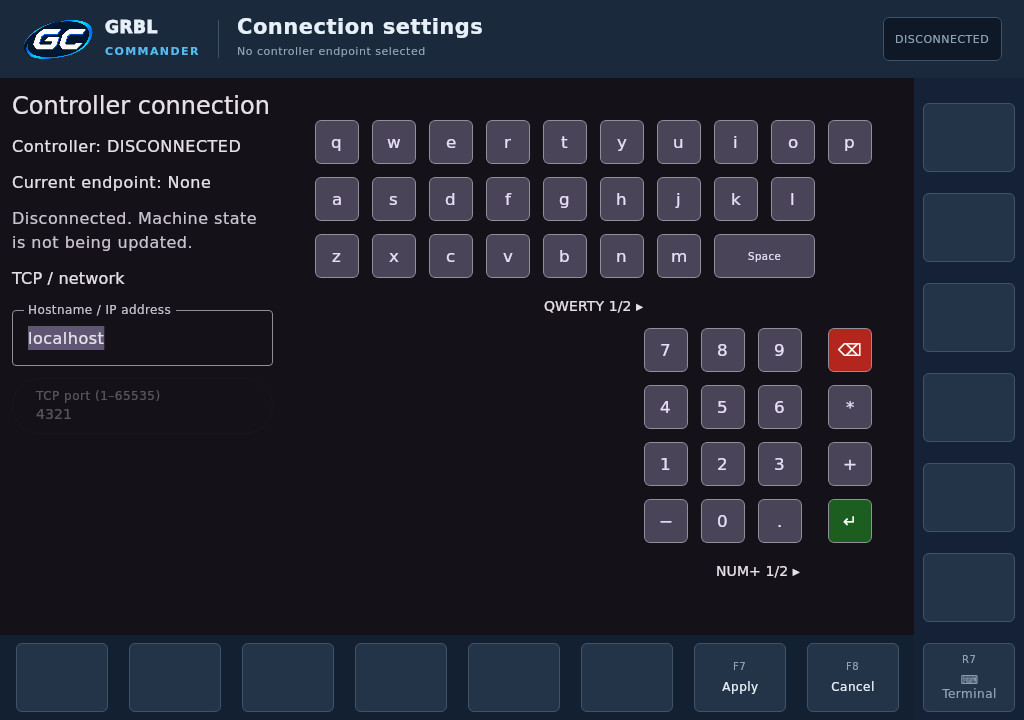 GC
GRBL
COMMANDER
Connection settings
No controller endpoint selected
DISCONNECTED
Controller connection
Controller: DISCONNECTED
Current endpoint: None
Disconnected. Machine state
is not being updated.
TCP / network
Hostname / IP address
localhost
TCP port (1–65535)
4321
q w e r t y u i o p
a s d f g h j k l
z x c v b n m Space
QWERTY 1/2 ▸
7 8 9 ⌫
4 5 6 *
1 2 3 +
− 0 . ↵
NUM+ 1/2 ▸
F7
Apply
F8
Cancel
R7
⌨
Terminal